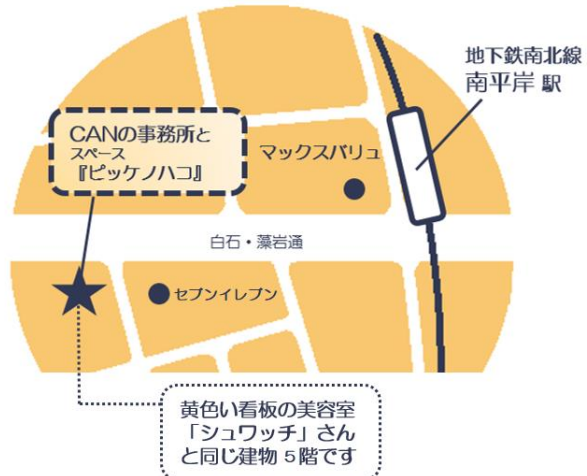 地下鉄南北線
南平岸 駅
CANの事務所と
スペース
『ピッケノハコ』
マックスバリュ
白石・藻岩通
セブンイレブン
黄色い看板の美容室
「シュワッチ」さん
と同じ建物 5階です